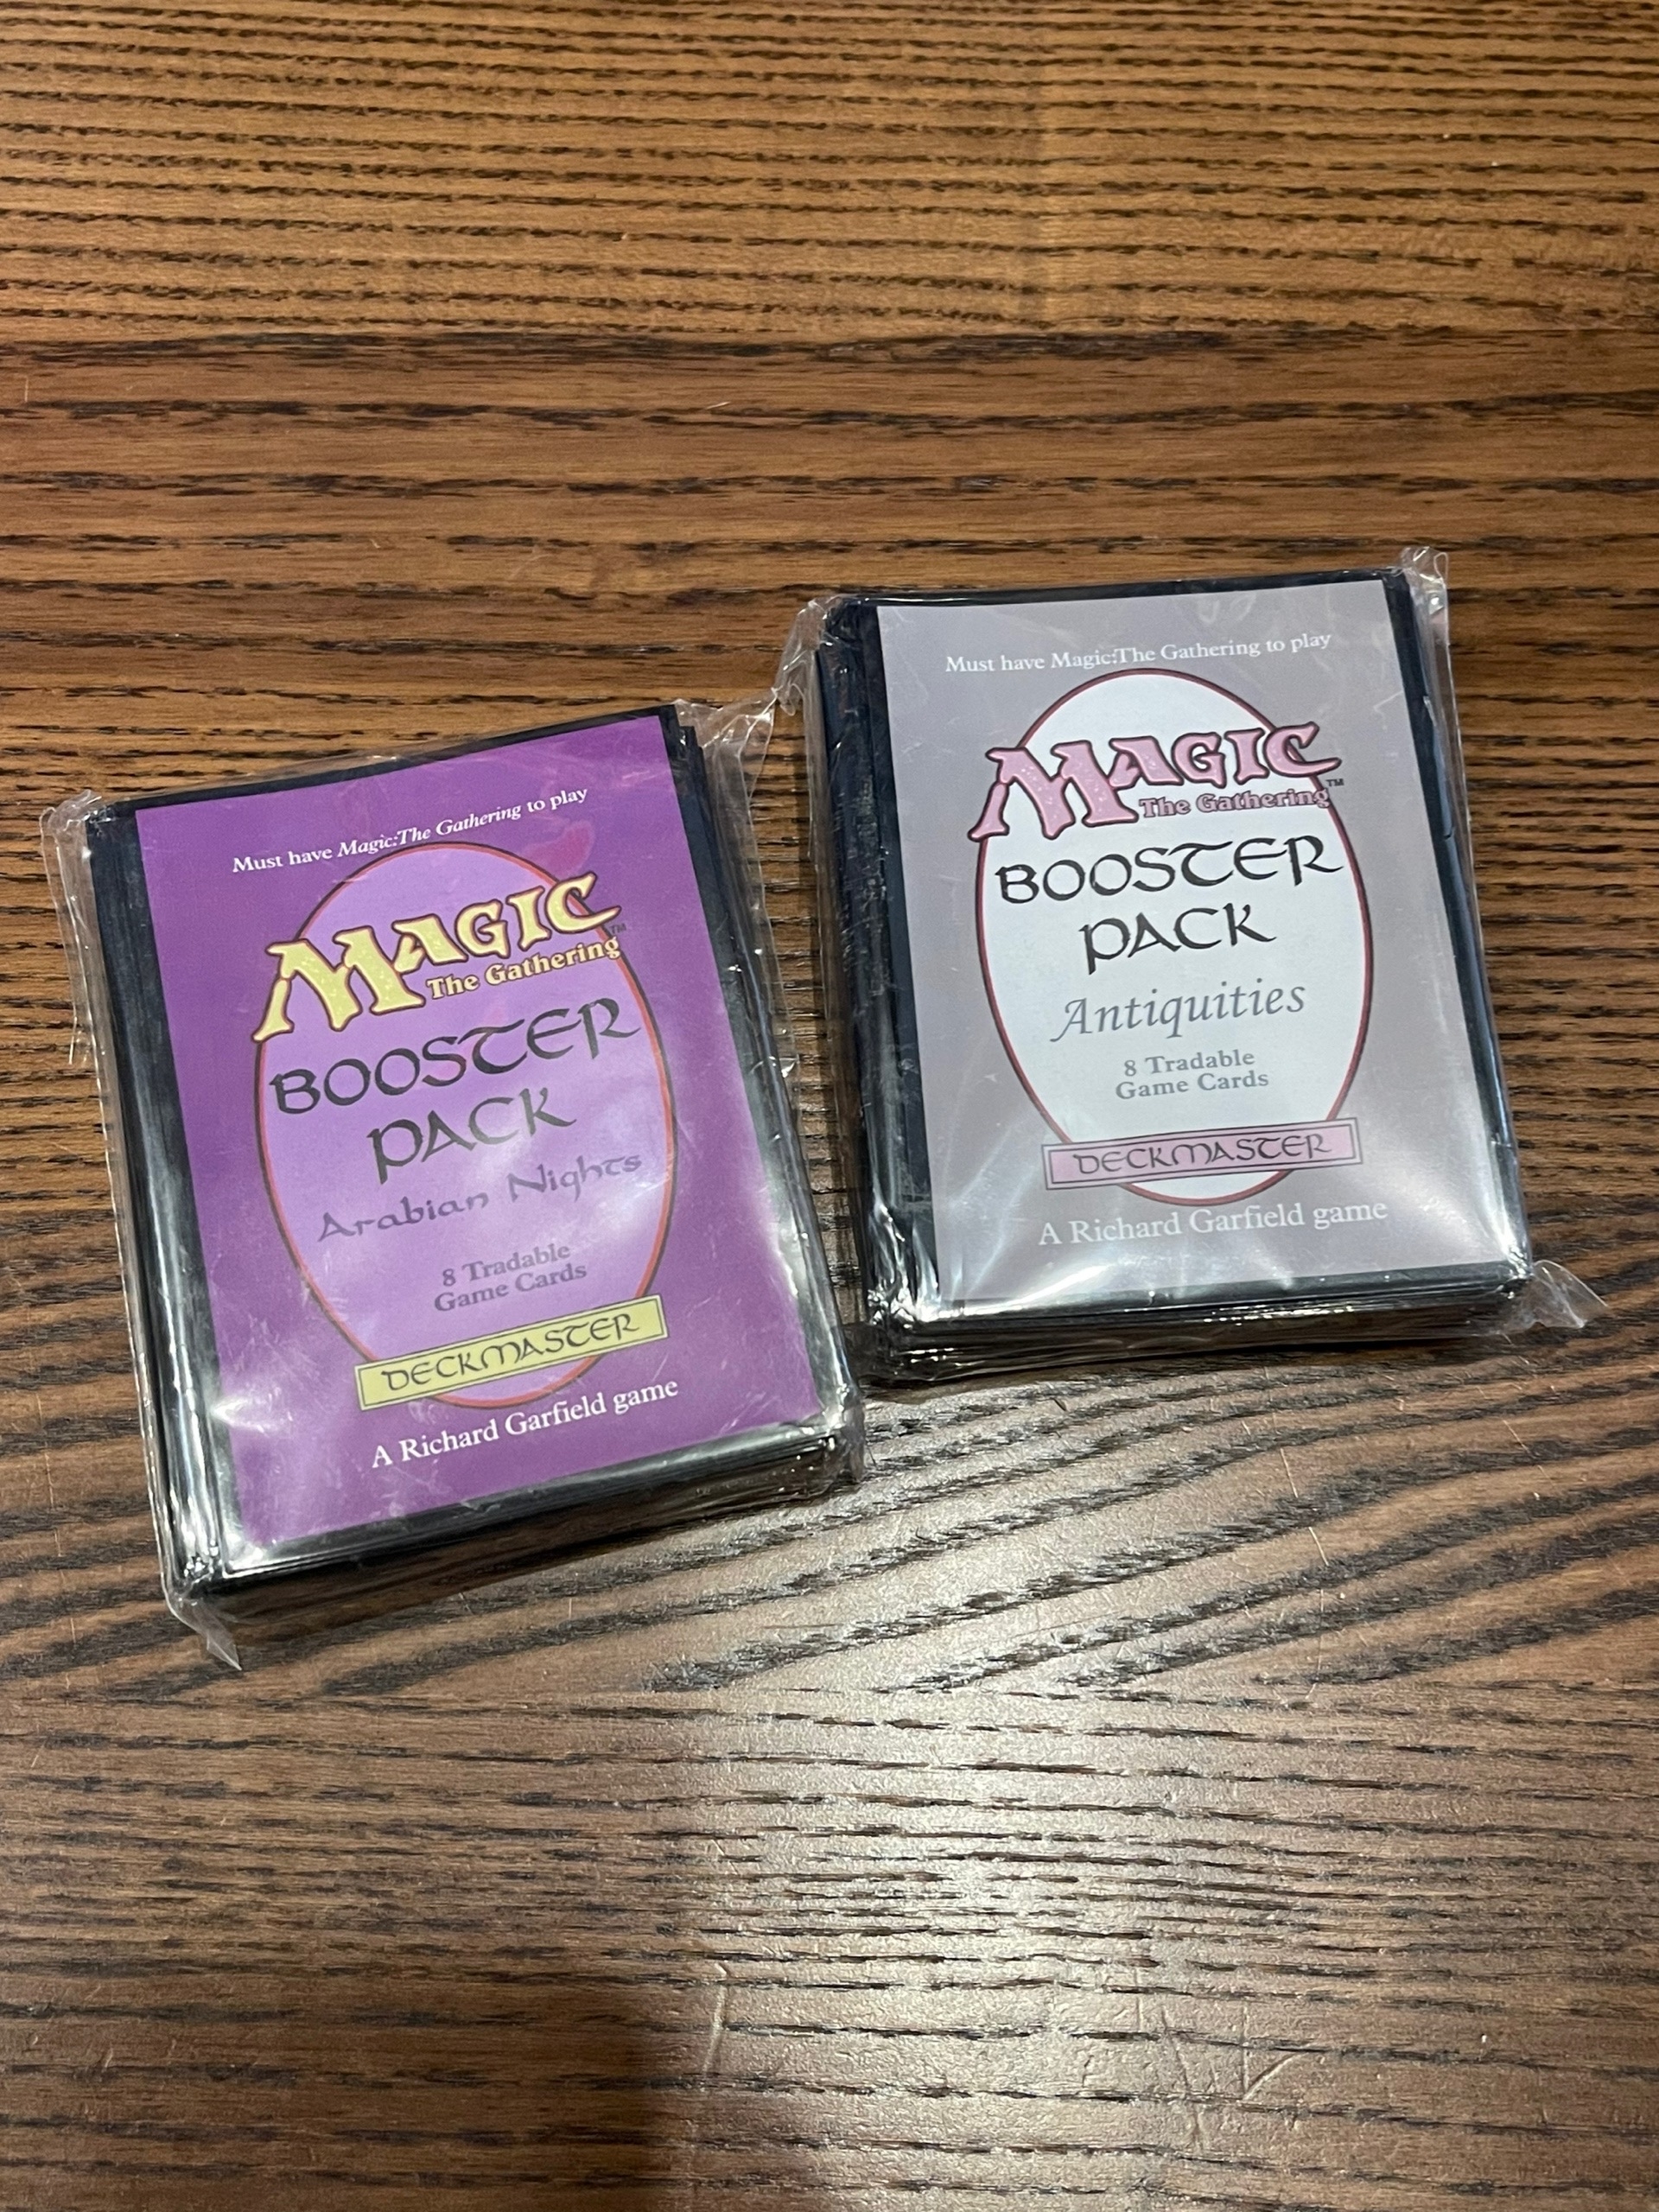 Must have Magic:The Gathering to play
MAGIC™
The Gathering
BOOSTER
PACK
Arabian Nights
8 Tradable
Game Cards
DECKMASTER
A Richard Garfield game
Must have Magic:The Gathering to play
MAGIC™
The Gathering
BOOSTER
PACK
Antiquities
8 Tradable
Game Cards
DECKMASTER
A Richard Garfield game